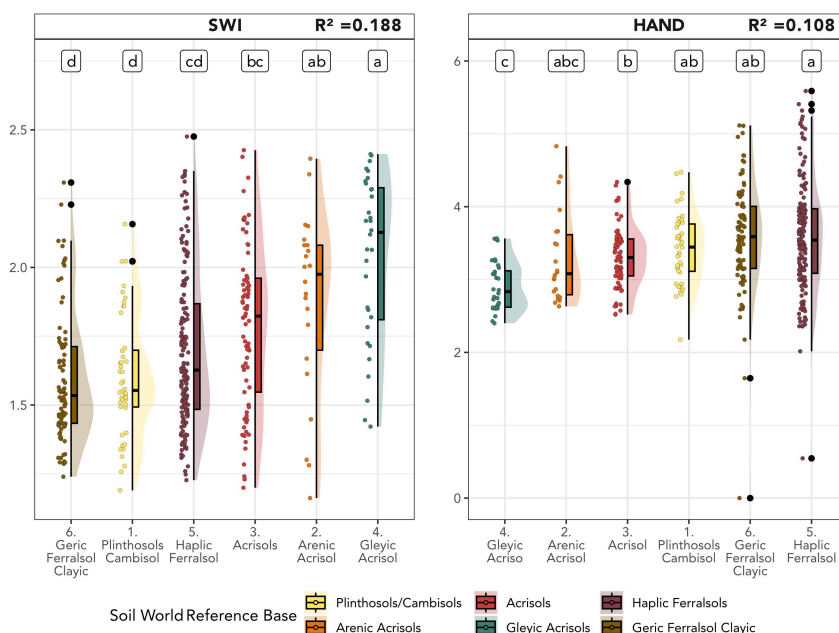 SWI R² =0.188
d d cd bc ab a
2.5
2.0
1.5
6. 1. 5. 3. 2. 4.
Geric Plinthosols Haplic Acrisols Arenic Gleyic
Ferralsol Cambisol Ferralsol Acrisol Acrisol
Clayic
HAND R² =0.108
c abc b ab ab a
6
4
2
0
4. 2. 3. 1. 6. 5.
Gleyic Arenic Acrisol Plinthosols Geric Haplic
Acriso Acrisol Cambisol Ferralsol Ferralsol
Clayic
Soil World Reference Base
Plinthosols/Cambisols Acrisols Haplic Ferralsols
Arenic Acrisols Gleyic Acrisols Geric Ferralsol Clayic